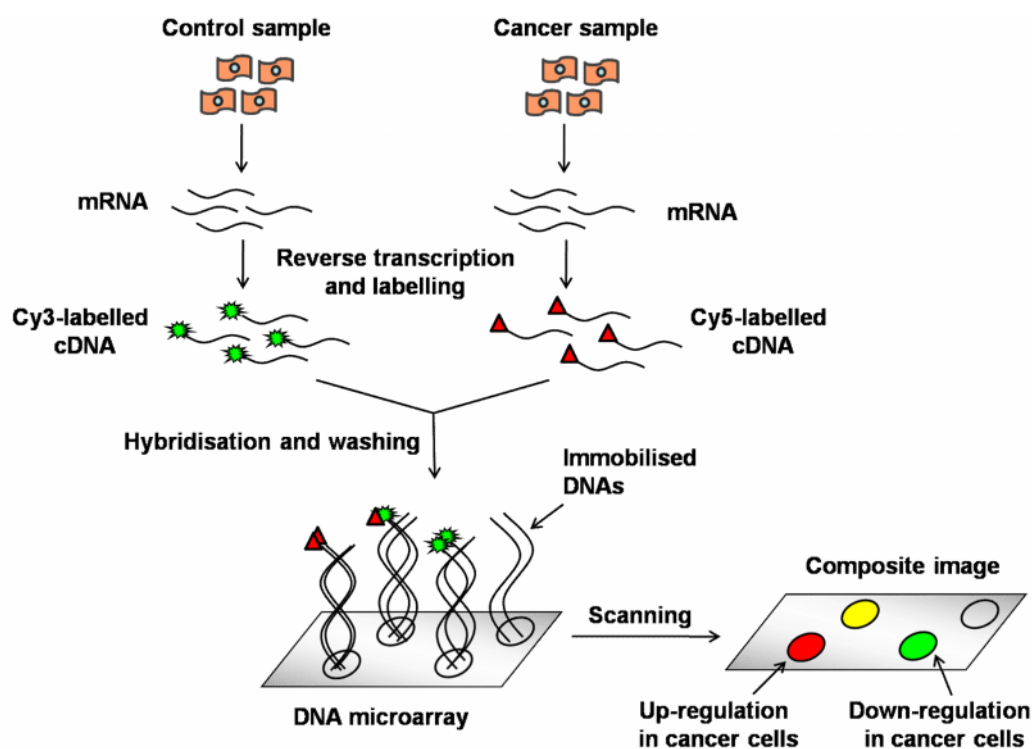 Control sample
Cancer sample
mRNA
mRNA
Reverse transcription
and labelling
Cy3-labelled
cDNA
Cy5-labelled
cDNA
Hybridisation and washing
Immobilised
DNAs
Composite image
Scanning
DNA microarray
Up-regulation
in cancer cells
Down-regulation
in cancer cells